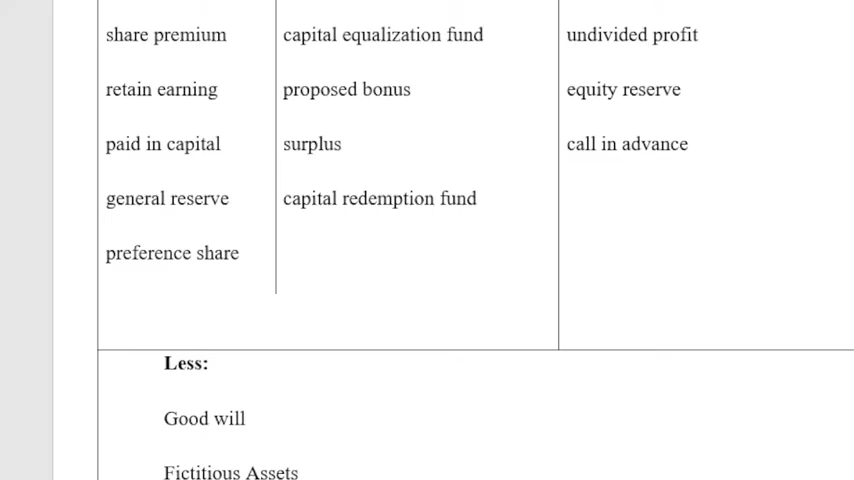 share premium capital equalization fund undivided profit
retain earning proposed bonus equity reserve
paid in capital surplus call in advance
general reserve capital redemption fund
preference share
Less:
Good will
Fictitious Assets